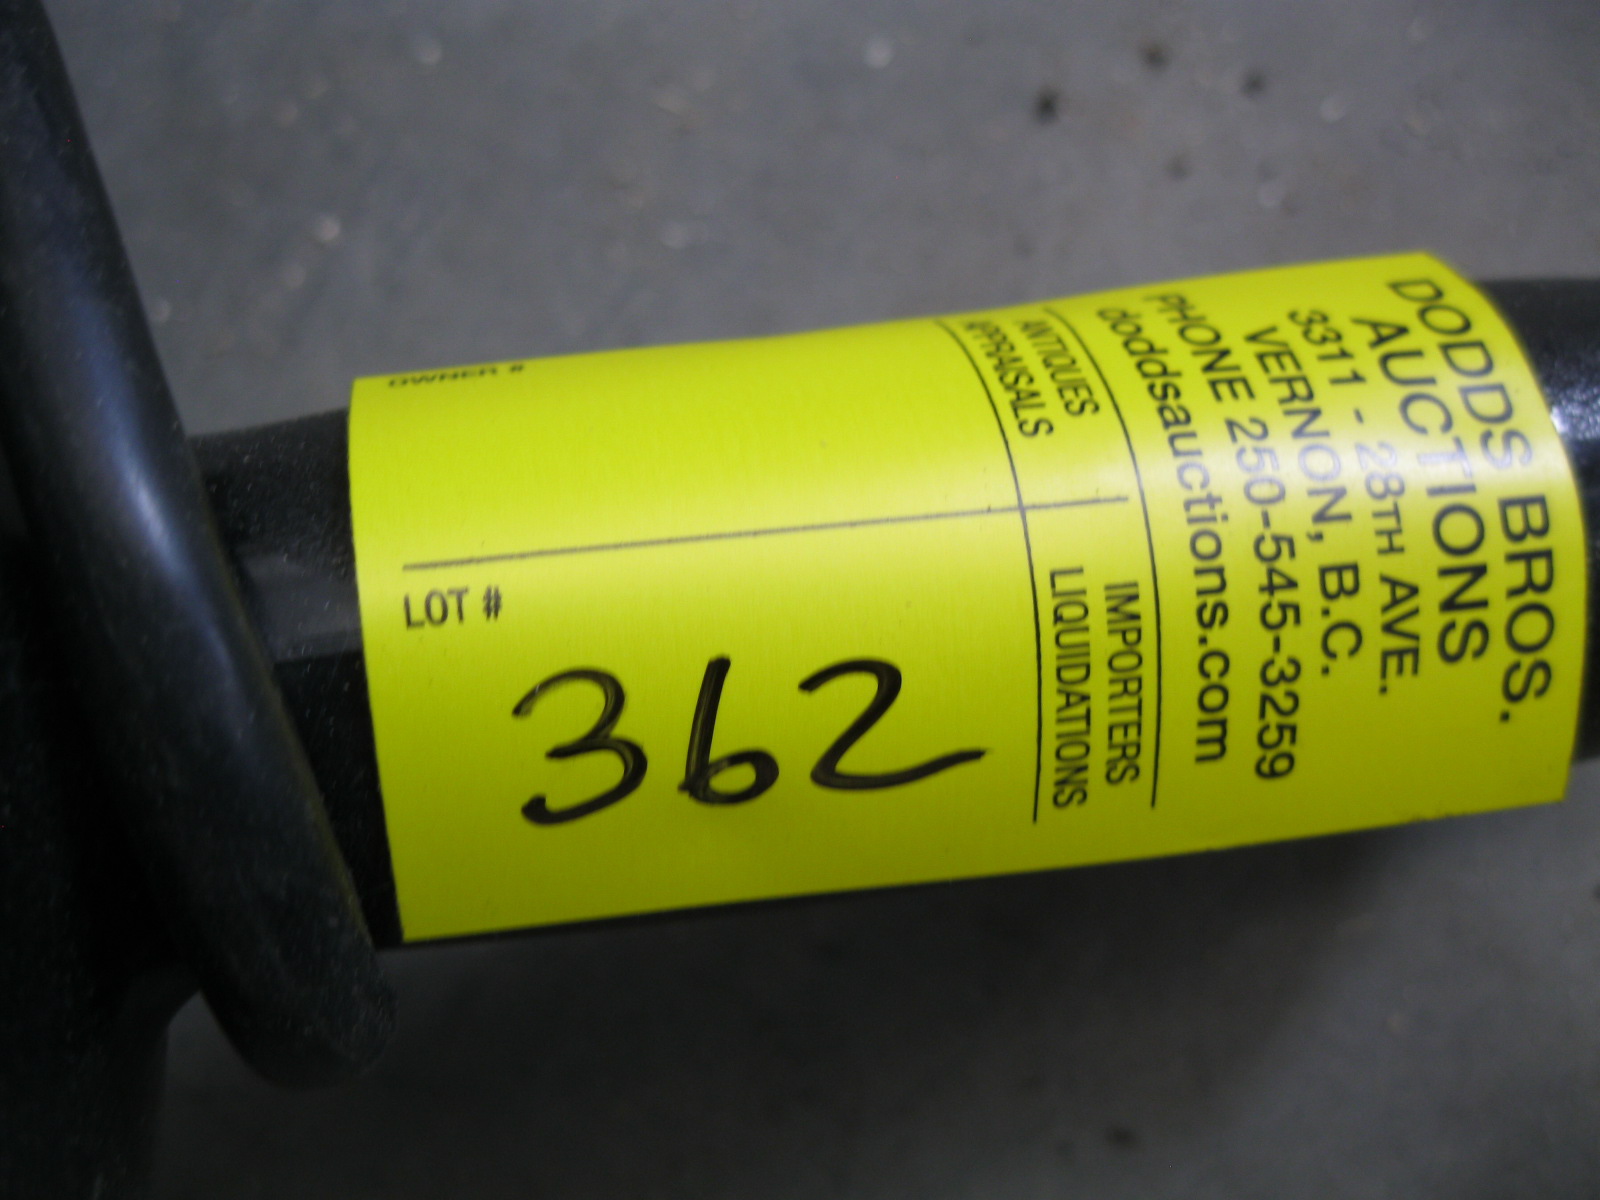 DODDS BROS.
AUCTIONS
3311 - 28TH AVE.
VERNON, B.C.
PHONE 250-545-3259
doddsauctions.com
ANTIQUES IMPORTERS
APPRAISALS LIQUIDATIONS
OWNER #
LOT #
362